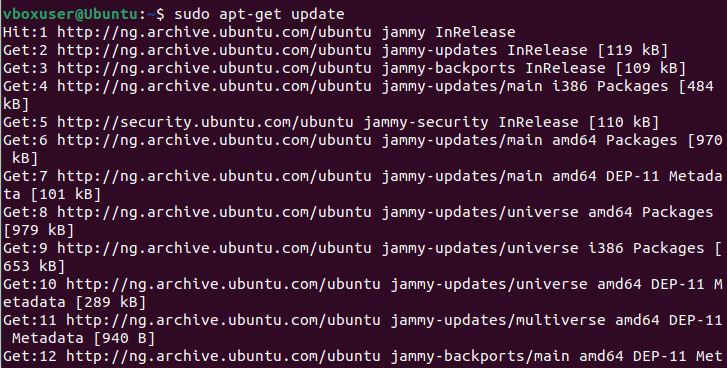 vboxuser@Ubuntu:~$ sudo apt-get update
Hit:1 http://ng.archive.ubuntu.com/ubuntu jammy InRelease
Get:2 http://ng.archive.ubuntu.com/ubuntu jammy-updates InRelease [119 kB]
Get:3 http://ng.archive.ubuntu.com/ubuntu jammy-backports InRelease [109 kB]
Get:4 http://ng.archive.ubuntu.com/ubuntu jammy-updates/main i386 Packages [484
kB]
Get:5 http://security.ubuntu.com/ubuntu jammy-security InRelease [110 kB]
Get:6 http://ng.archive.ubuntu.com/ubuntu jammy-updates/main amd64 Packages [970
 kB]
Get:7 http://ng.archive.ubuntu.com/ubuntu jammy-updates/main amd64 DEP-11 Metada
ta [101 kB]
Get:8 http://ng.archive.ubuntu.com/ubuntu jammy-updates/universe amd64 Packages
[979 kB]
Get:9 http://ng.archive.ubuntu.com/ubuntu jammy-updates/universe i386 Packages [
653 kB]
Get:10 http://ng.archive.ubuntu.com/ubuntu jammy-updates/universe amd64 DEP-11 M
etadata [289 kB]
Get:11 http://ng.archive.ubuntu.com/ubuntu jammy-updates/multiverse amd64 DEP-11
 Metadata [940 B]
Get:12 http://ng.archive.ubuntu.com/ubuntu jammy-backports/main amd64 DEP-11 Met